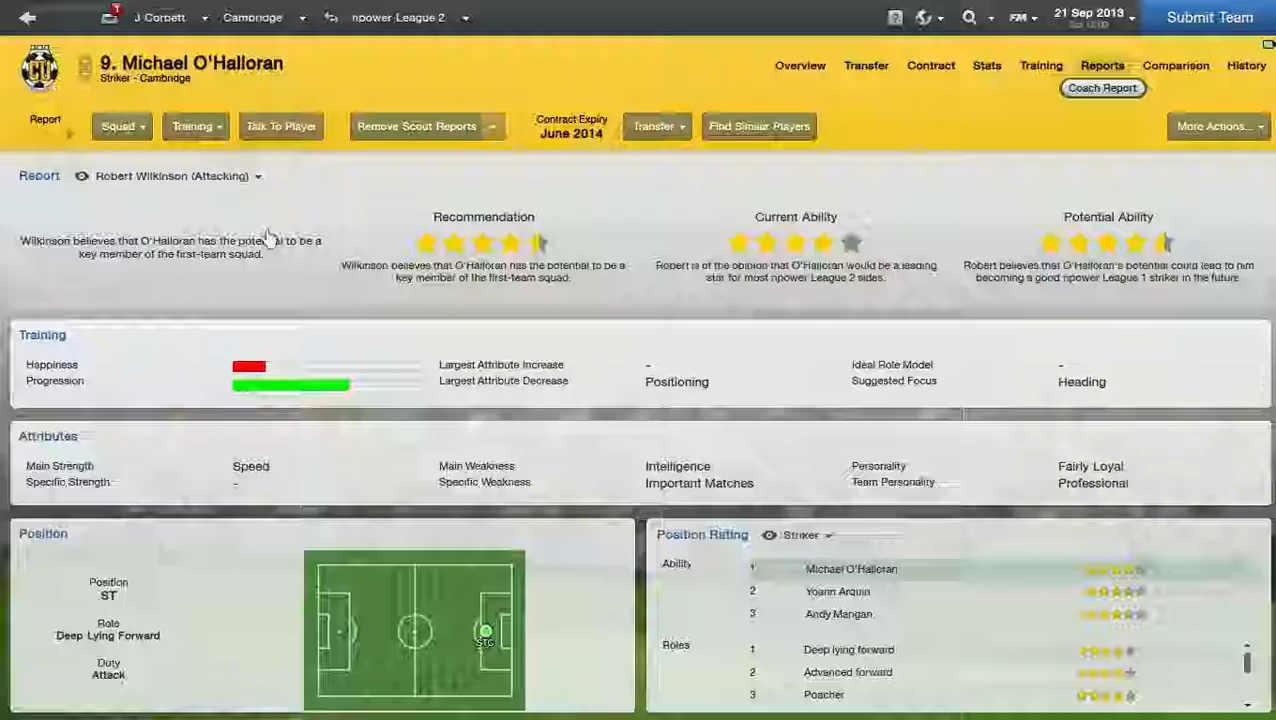 1
J Corbett
Cambridge
npower League 2
FM
21 Sep 2013
Submit Team
9. Michael O'Halloran
Striker - Cambridge
Overview Transfer Contract Stats Training Reports Comparison History
Coach Report
Report
Squad
Training
Talk To Player
Remove Scout Reports
Contract Expiry
June 2014
Transfer
Find Similar Players
More Actions...
Report
Robert Wilkinson (Attacking)
Wilkinson believes that O'Halloran has the potential to be a
key member of the first-team squad.
Recommendation
Wilkinson believes that O'Halloran has the potential to be a
key member of the first-team squad.
Current Ability
Robert is of the opinion that O'Halloran would be a leading
star for most npower League 2 sides.
Potential Ability
Robert believes that O'Halloran's potential could lead to him
becoming a good npower League 1 striker in the future
Training
Happiness
Progression
Largest Attribute Increase -
Largest Attribute Decrease Positioning
Ideal Role Model -
Suggested Focus Heading
Attributes
Main Strength Speed
Specific Strength -
Main Weakness Intelligence
Specific Weakness Important Matches
Personality Fairly Loyal
Team Personality Professional
Position
Position
ST
Role
Deep Lying Forward
Duty
Attack
STC
Position Rating Striker
Ability
1 Michael O'Halloran
2 Yoann Arquin
3 Andy Mangan
Roles
1 Deep lying forward
2 Advanced forward
3 Poacher